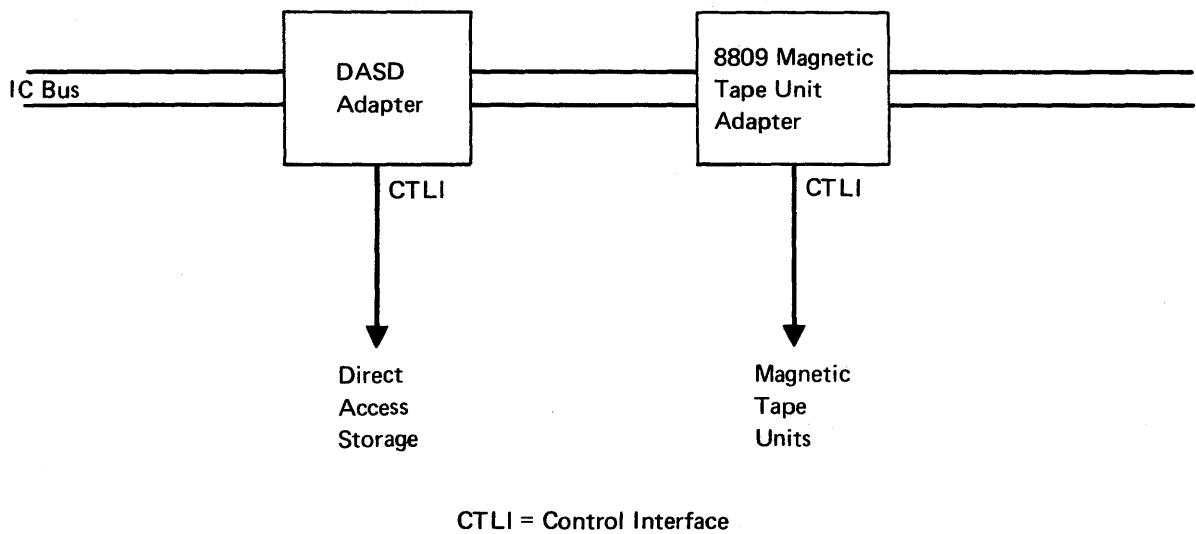 IC Bus
DASD
Adapter
8809 Magnetic
Tape Unit
Adapter
CTLI
CTLI
Direct
Access
Storage
Magnetic
Tape
Units
CTLI = Control Interface